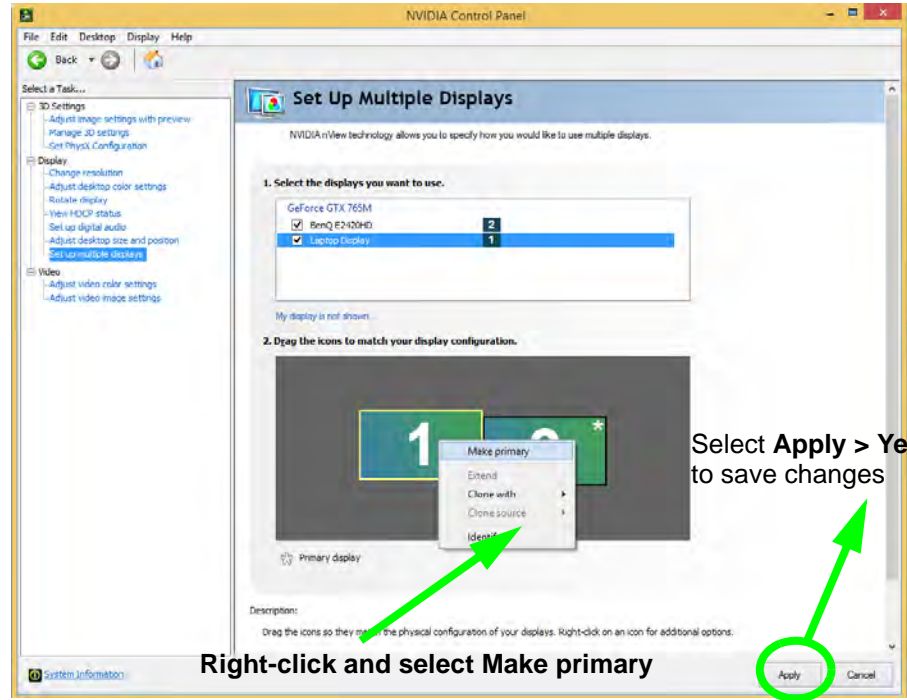 NVIDIA Control Panel
File Edit Desktop Display Help
Back
Select a Task...
3D Settings
Adjust image settings with preview
Manage 3D settings
Set PhysX Configuration
Display
Change resolution
Adjust desktop color settings
Rotate display
View HDCP status
Set up digital audio
Adjust desktop size and position
Set up multiple displays
Video
Adjust video color settings
Adjust video image settings
Set Up Multiple Displays
NVIDIA nView technology allows you to specify how you would like to use multiple displays.
1. Select the displays you want to use.
GeForce GTX 765M
BenQ E2420HD 2
Laptop Display 1
My display is not shown...
2. Drag the icons to match your display configuration.
1
*
Make primary
Extend
Clone with
Clone source
Primary display
Select Apply > Ye
to save changes
Description:
Drag the icons so they match the physical configuration of your displays. Right-click on an icon for additional options.
Right-click and select Make primary
System Information
Apply Cancel